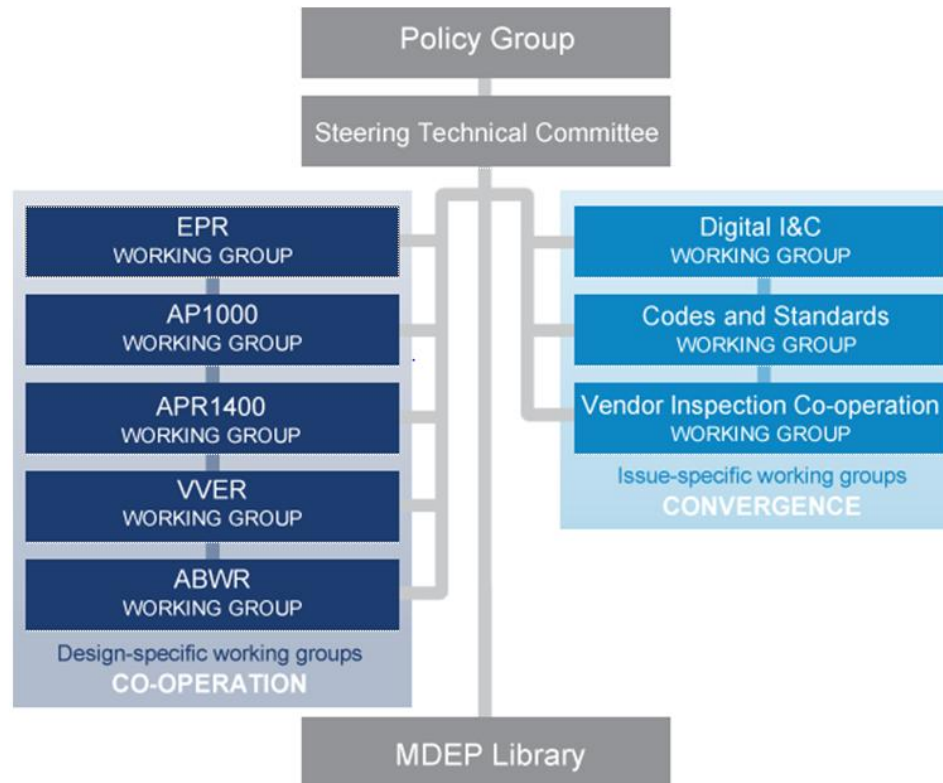 Policy Group
Steering Technical Committee
EPR
WORKING GROUP
AP1000
WORKING GROUP
APR1400
WORKING GROUP
VVER
WORKING GROUP
ABWR
WORKING GROUP
Design-specific working groups
CO-OPERATION
Digital I&C
WORKING GROUP
Codes and Standards
WORKING GROUP
Vendor Inspection Co-operation
WORKING GROUP
Issue-specific working groups
CONVERGENCE
MDEP Library